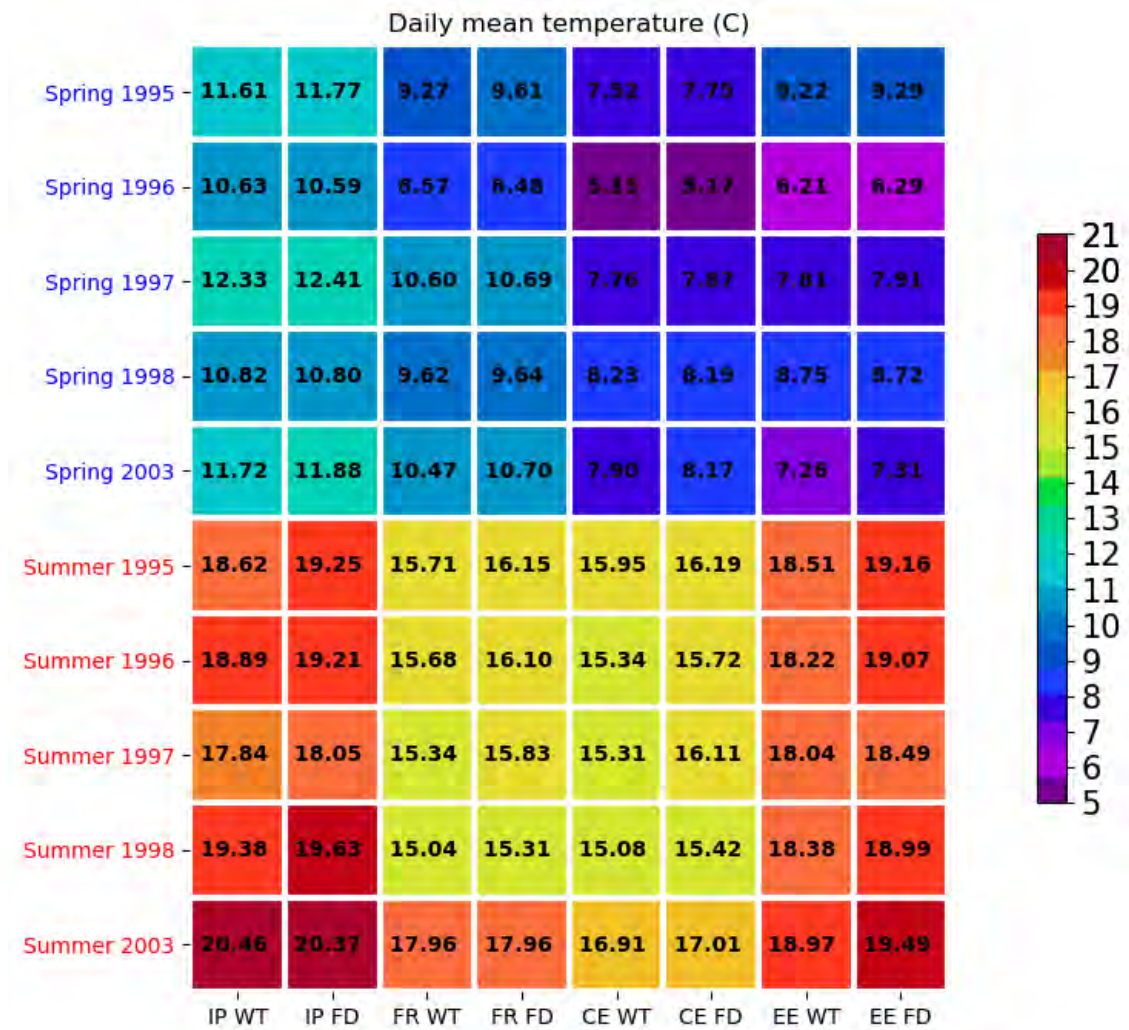 Daily mean temperature (C)
Spring 1995 11.61 11.77 9.27 9.61 7.52 7.75 9.22 9.29
Spring 1996 10.63 10.59 8.57 8.48 5.15 5.17 6.21 6.29
Spring 1997 12.33 12.41 10.60 10.69 7.76 7.87 7.81 7.91
Spring 1998 10.82 10.80 9.62 9.64 8.23 8.19 8.75 8.72
Spring 2003 11.72 11.88 10.47 10.70 7.90 8.17 7.26 7.31
Summer 1995 18.62 19.25 15.71 16.15 15.95 16.19 18.51 19.16
Summer 1996 18.89 19.21 15.68 16.10 15.34 15.72 18.22 19.07
Summer 1997 17.84 18.05 15.34 15.83 15.31 16.11 18.04 18.49
Summer 1998 19.38 19.63 15.04 15.31 15.08 15.42 18.38 18.99
Summer 2003 20.46 20.37 17.96 17.96 16.91 17.01 18.97 19.49
IP WT IP FD FR WT FR FD CE WT CE FD EE WT EE FD
21
20
19
18
17
16
15
14
13
12
11
10
9
8
7
6
5